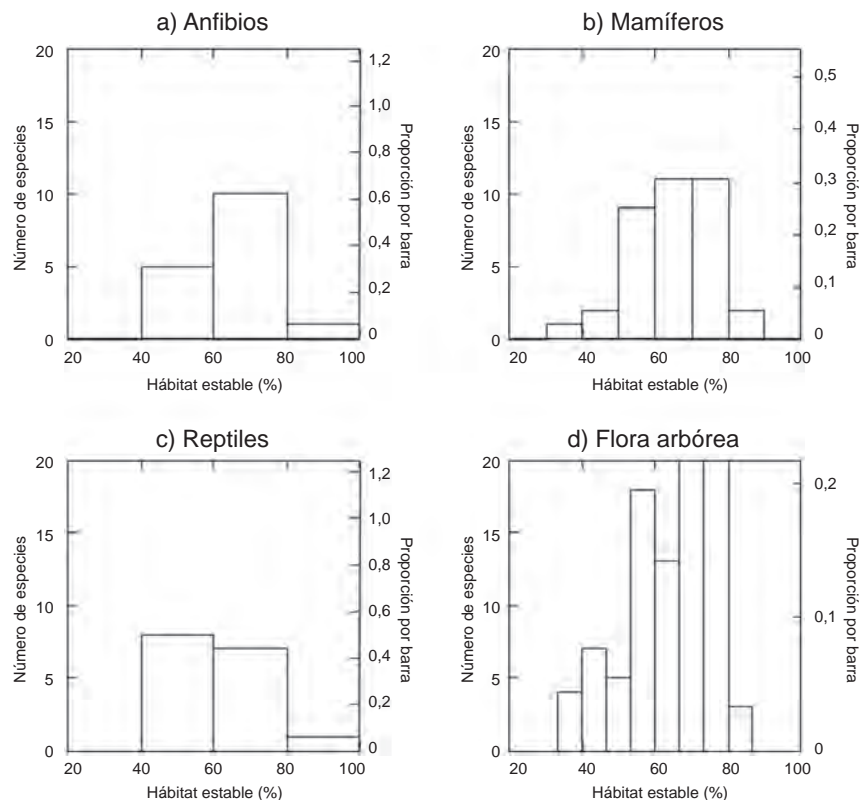 a) Anfibios
20
15
10
5
0
Número de especies
1,2
1,0
0,8
0,6
0,4
0,2
0
Proporción por barra
20 40 60 80 100
Hábitat estable (%)
b) Mamíferos
20
15
10
5
0
Número de especies
0,5
0,4
0,3
0,2
0,1
0
Proporción por barra
20 40 60 80 100
Hábitat estable (%)
c) Reptiles
20
15
10
5
0
Número de especies
1,2
1,0
0,8
0,6
0,4
0,2
0
Proporción por barra
20 40 60 80 100
Hábitat estable (%)
d) Flora arbórea
20
15
10
5
0
Número de especies
0,2
0,1
0
Proporción por barra
20 40 60 80 100
Hábitat estable (%)